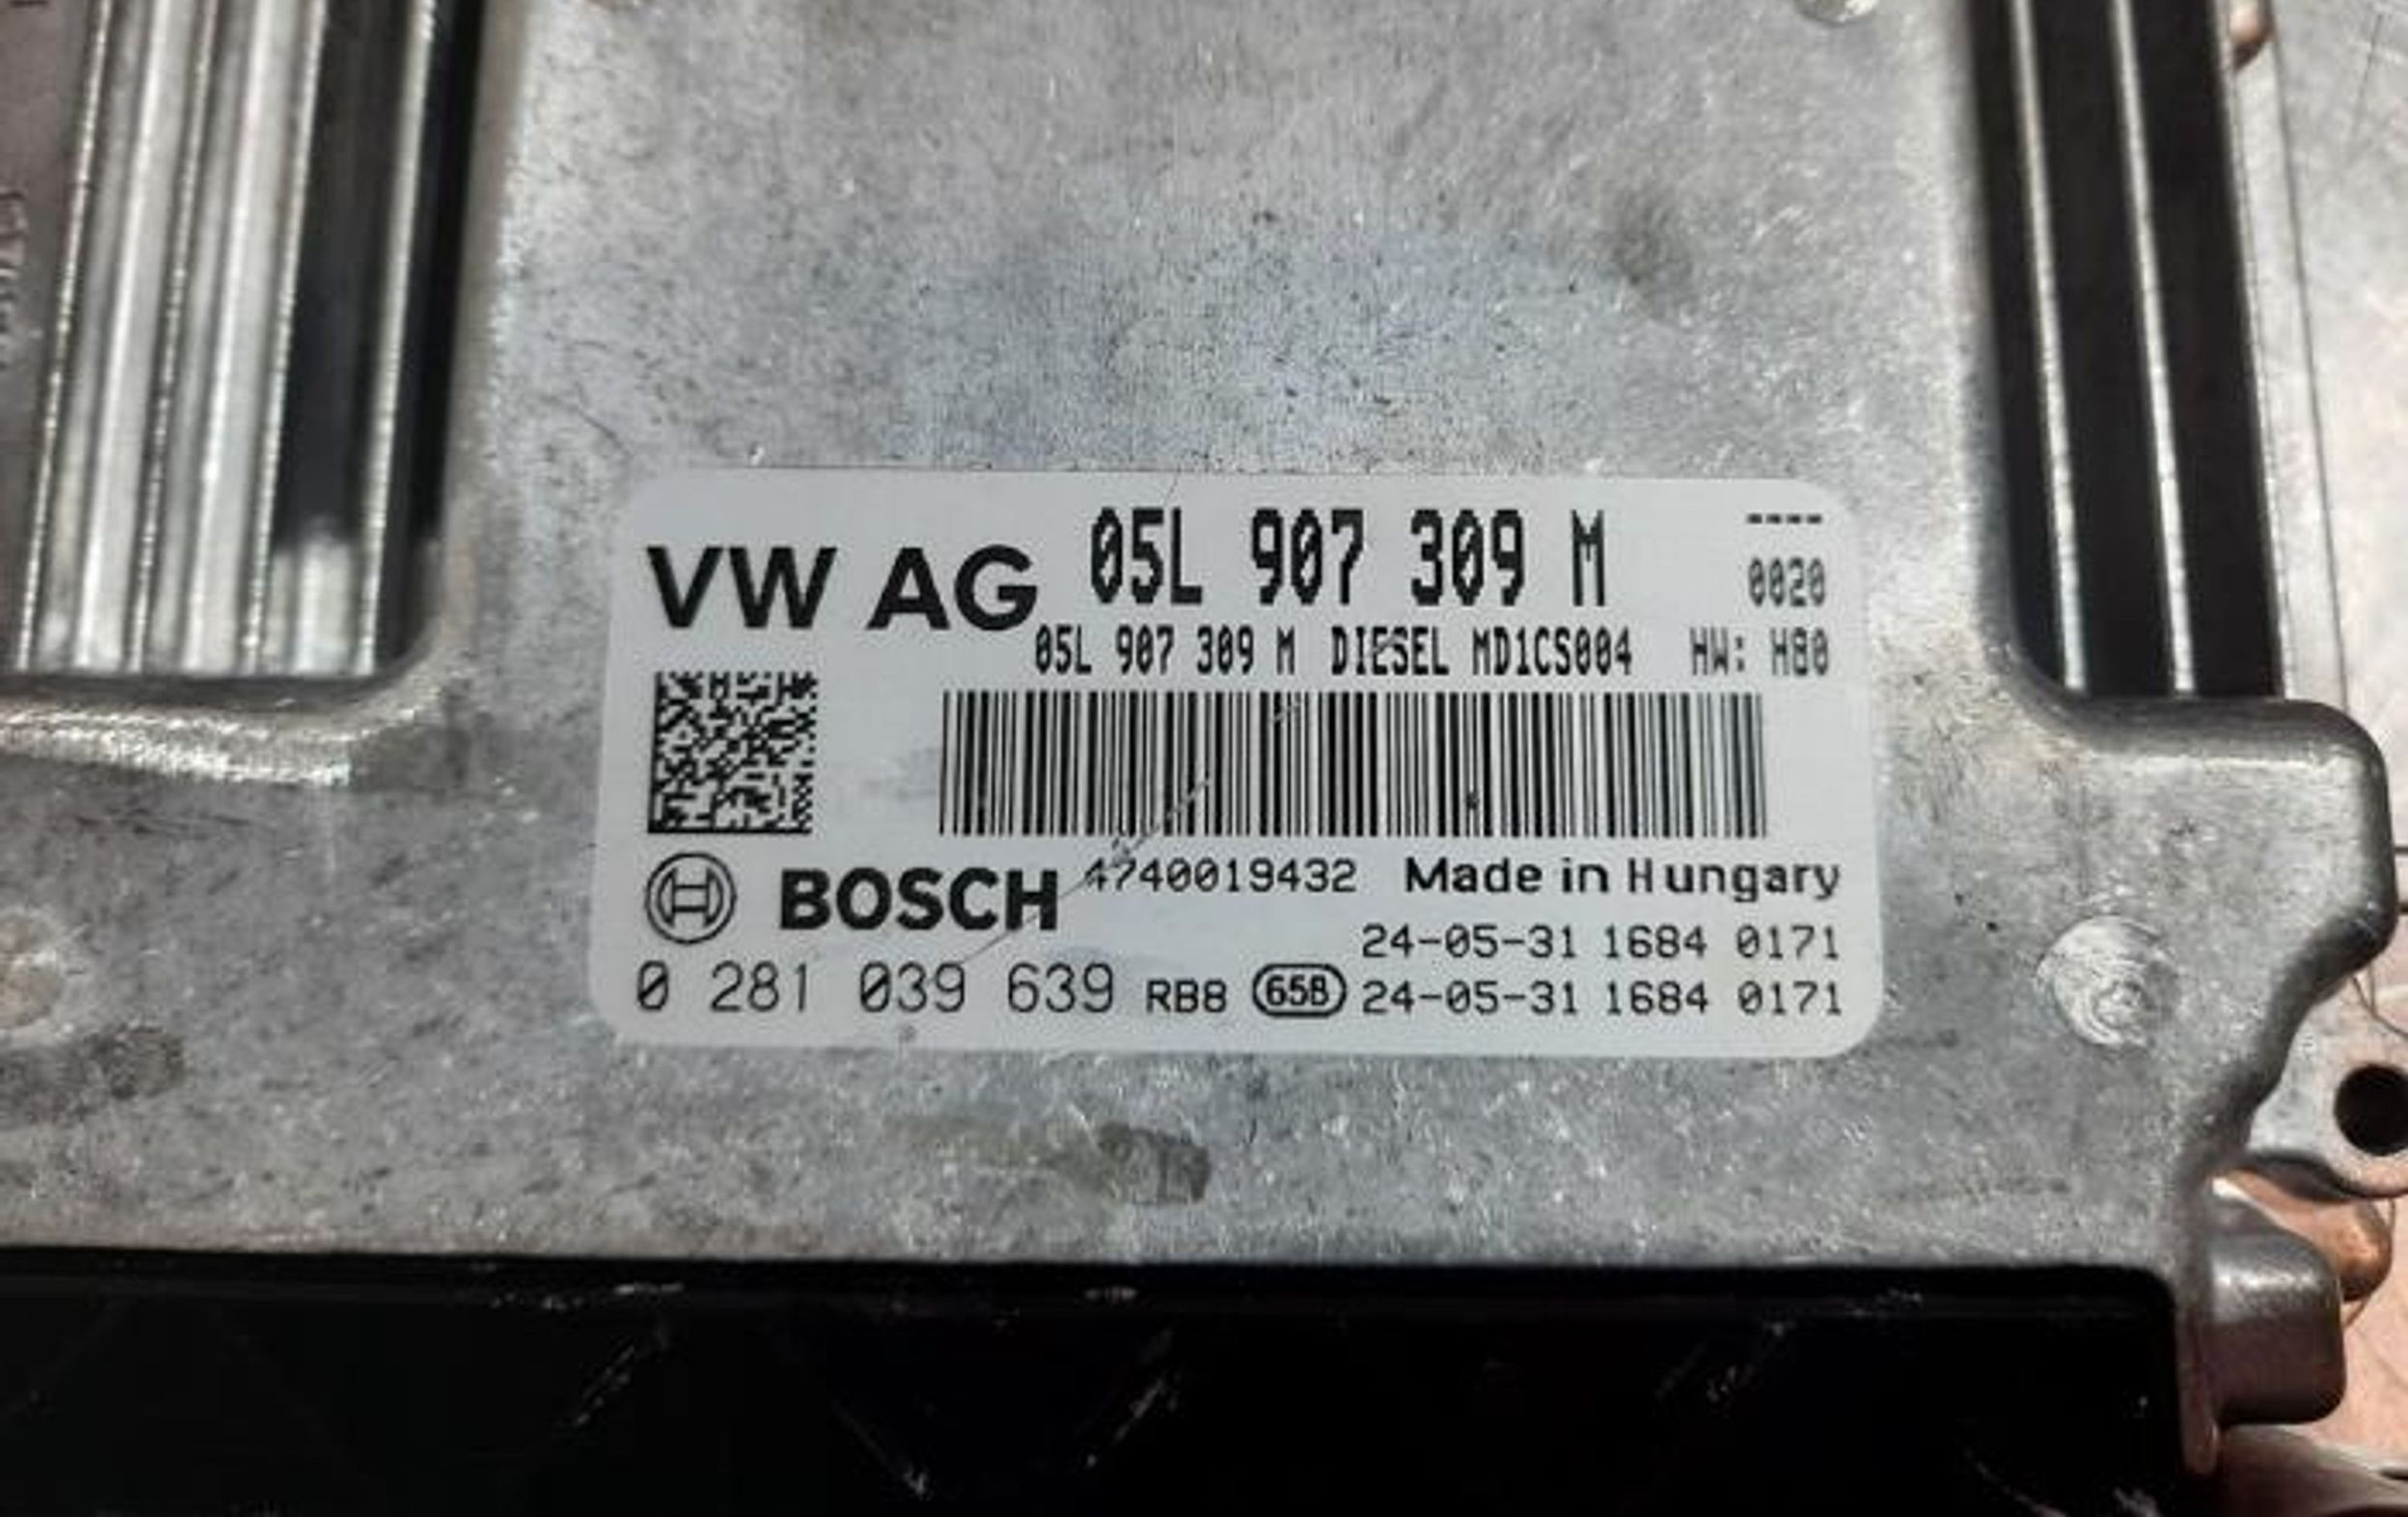 VW AG 05L 907 309 M ----
0020
05L 907 309 M DIESEL MD1CS004 HW: H80
BOSCH 4740019432 Made in Hungary
24-05-31 1684 0171
0 281 039 639 RB8 65B 24-05-31 1684 0171